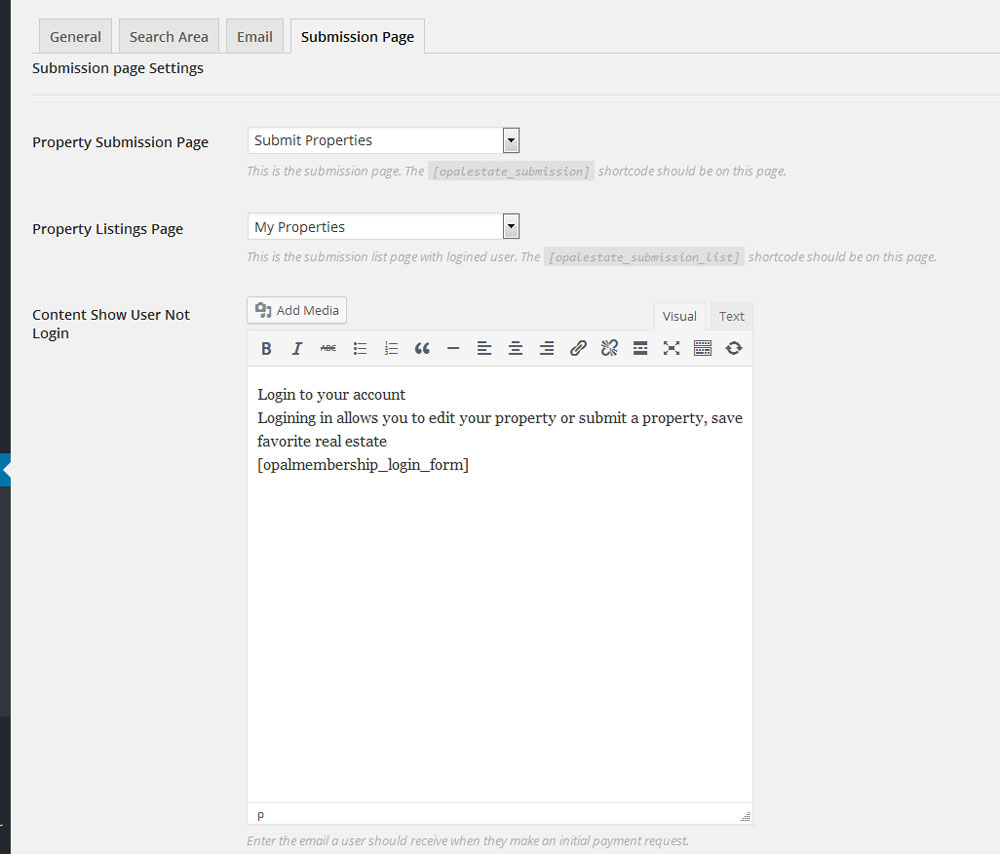 General Search Area Email Submission Page
Submission page Settings
Property Submission Page Submit Properties
This is the submission page. The [opalestate_submission] shortcode should be on this page.
Property Listings Page My Properties
This is the submission list page with logined user. The [opalestate_submission_list] shortcode should be on this page.
Content Show User Not
Login
Add Media Visual Text
B I ABC
Login to your account
Logining in allows you to edit your property or submit a property, save
favorite real estate
[opalmembership_login_form]
p
Enter the email a user should receive when they make an initial payment request.